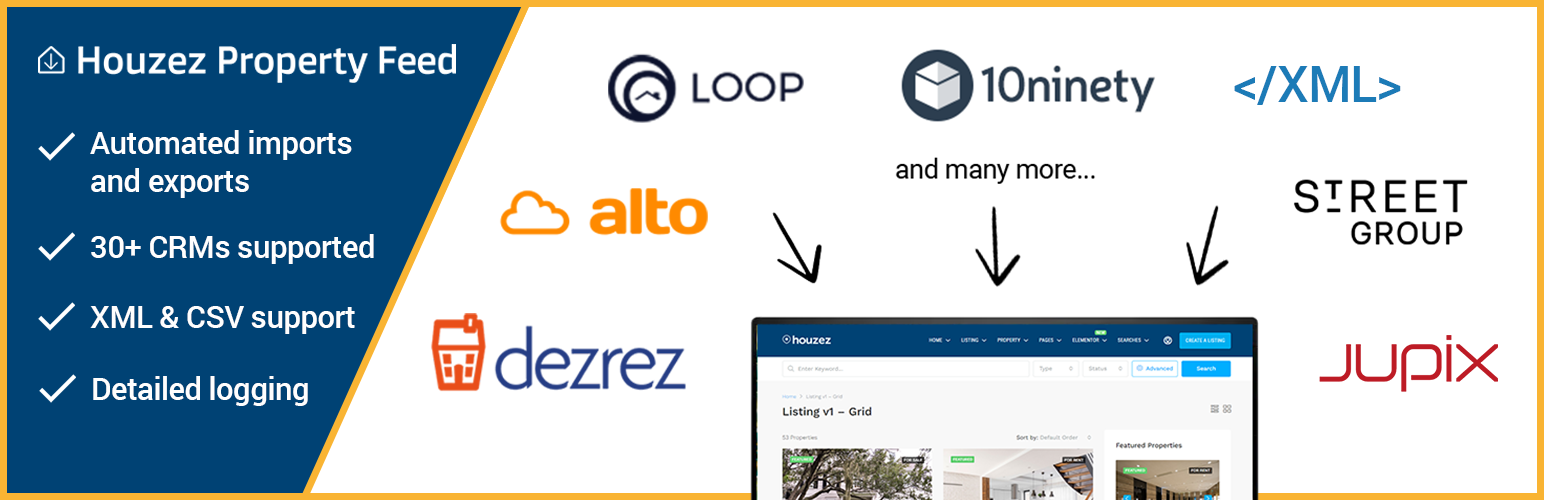 Houzez Property Feed
Automated imports
and exports
30+ CRMs supported
XML & CSV support
Detailed logging
LOOP
10ninety
</XML>
and many more...
alto
STREET
GROUP
dezrez
JUPIX
houzez
HOME
LISTING
PROPERTY
PAGES
NEW
ELEMENTOR
SEARCHES
CREATE A LISTING
Enter Keyword...
Type
Status
Advanced
Search
Home > Listing v1 – Grid
Listing v1 – Grid
53 Properties
Sort by: Default Order
Featured Properties
FEATURED
FOR SALE
FEATURED
FOR RENT
FEATURED
FOR RENT